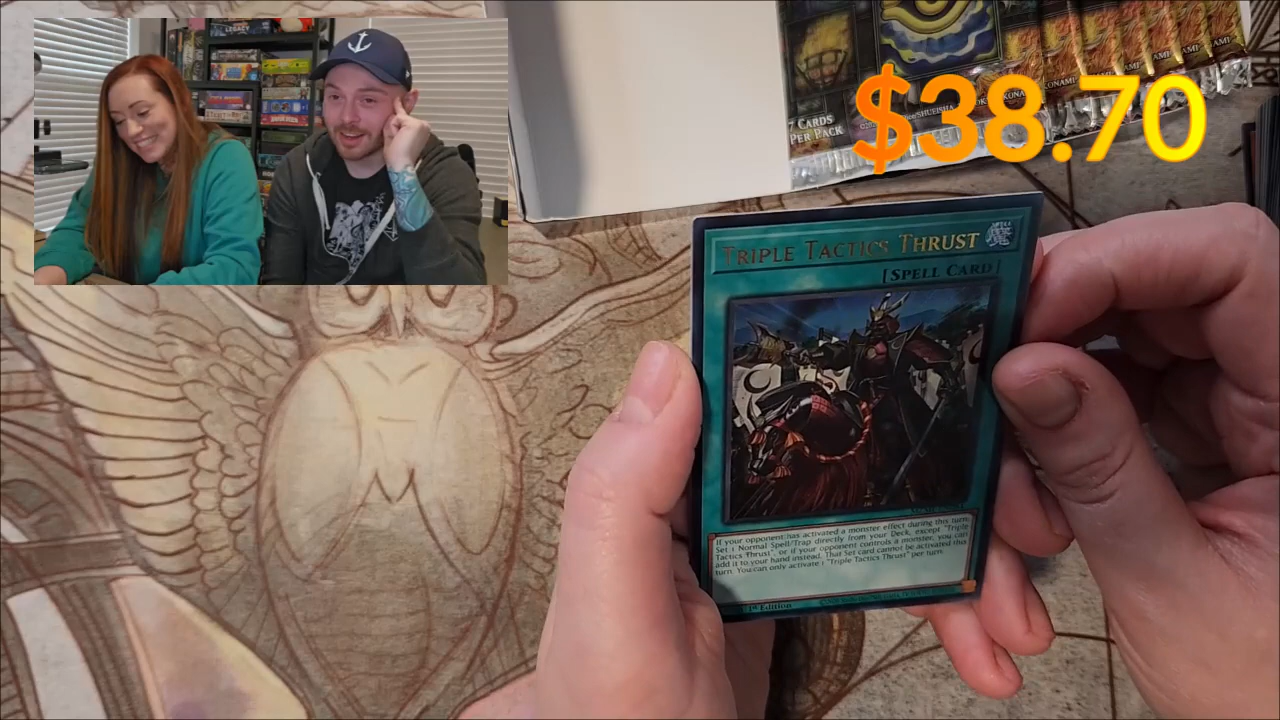 LEGACY
7 CARDS
PER PACK
$38.70
TRIPLE TACTICS THRUST
[SPELL CARD]
If your opponent has activated a monster effect during this turn:
Set 1 Normal Spell/Trap directly from your Deck, except "Triple
Tactics Thrust", or if your opponent controls a monster, you can
add it to your hand instead. That Set card cannot be activated this
turn. You can only activate 1 "Triple Tactics Thrust" per turn.
1st Edition